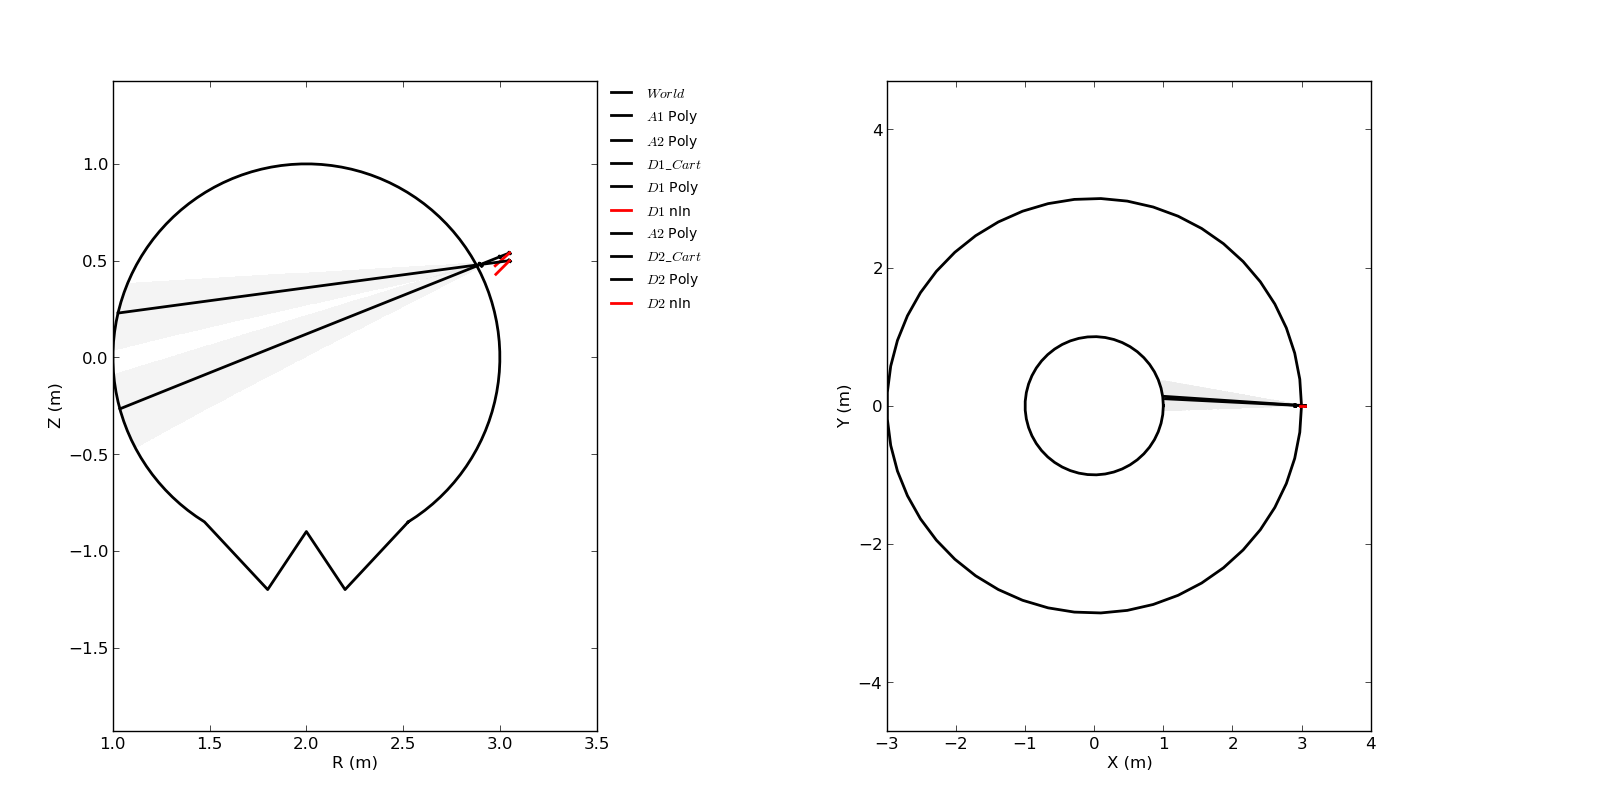 1.0
0.5
0.0
−0.5
−1.0
−1.5
Z (m)
1.0 1.5 2.0 2.5 3.0 3.5
R (m)
World
A1 Poly
A2 Poly
D1_Cart
D1 Poly
D1 nIn
A2 Poly
D2_Cart
D2 Poly
D2 nIn
4
2
0
−2
−4
Y (m)
−3 −2 −1 0 1 2 3 4
X (m)